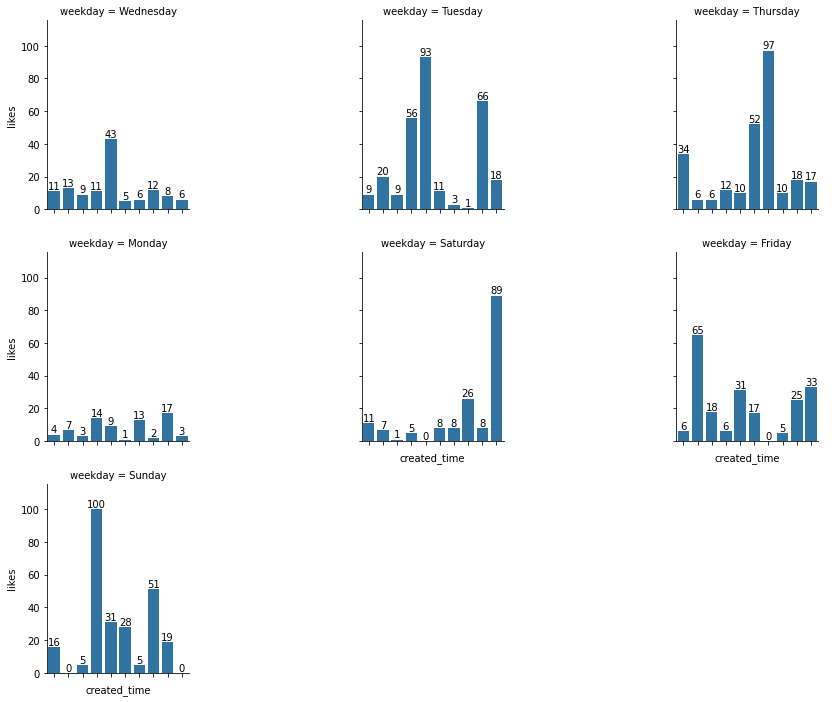 weekday = Wednesday
weekday = Tuesday
weekday = Thursday
likes
100
80
60
40
20
0
11 13 9 11 43 5 6 12 8 6
9 20 9 56 93 11 3 1 66 18
34 6 6 12 10 52 97 10 18 17
weekday = Monday
weekday = Saturday
weekday = Friday
likes
100
80
60
40
20
0
4 7 3 14 9 1 13 2 17 3
11 7 1 5 0 8 8 26 8 89
6 65 18 6 31 17 0 5 25 33
created_time
created_time
weekday = Sunday
likes
100
80
60
40
20
0
16 0 5 100 31 28 5 51 19 0
created_time